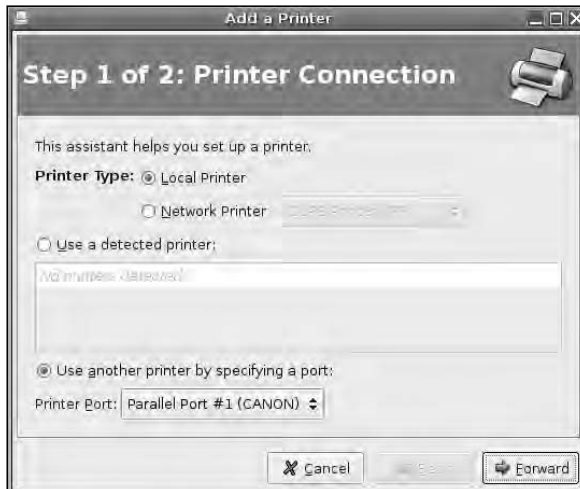 Add a Printer
Step 1 of 2: Printer Connection
This assistant helps you set up a printer.
Printer Type: Local Printer
Network Printer
Use a detected printer:
No printers detected
Use another printer by specifying a port:
Printer Port: Parallel Port #1 (CANON)
Cancel
Back
Forward